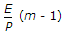 E/p (m - 1)